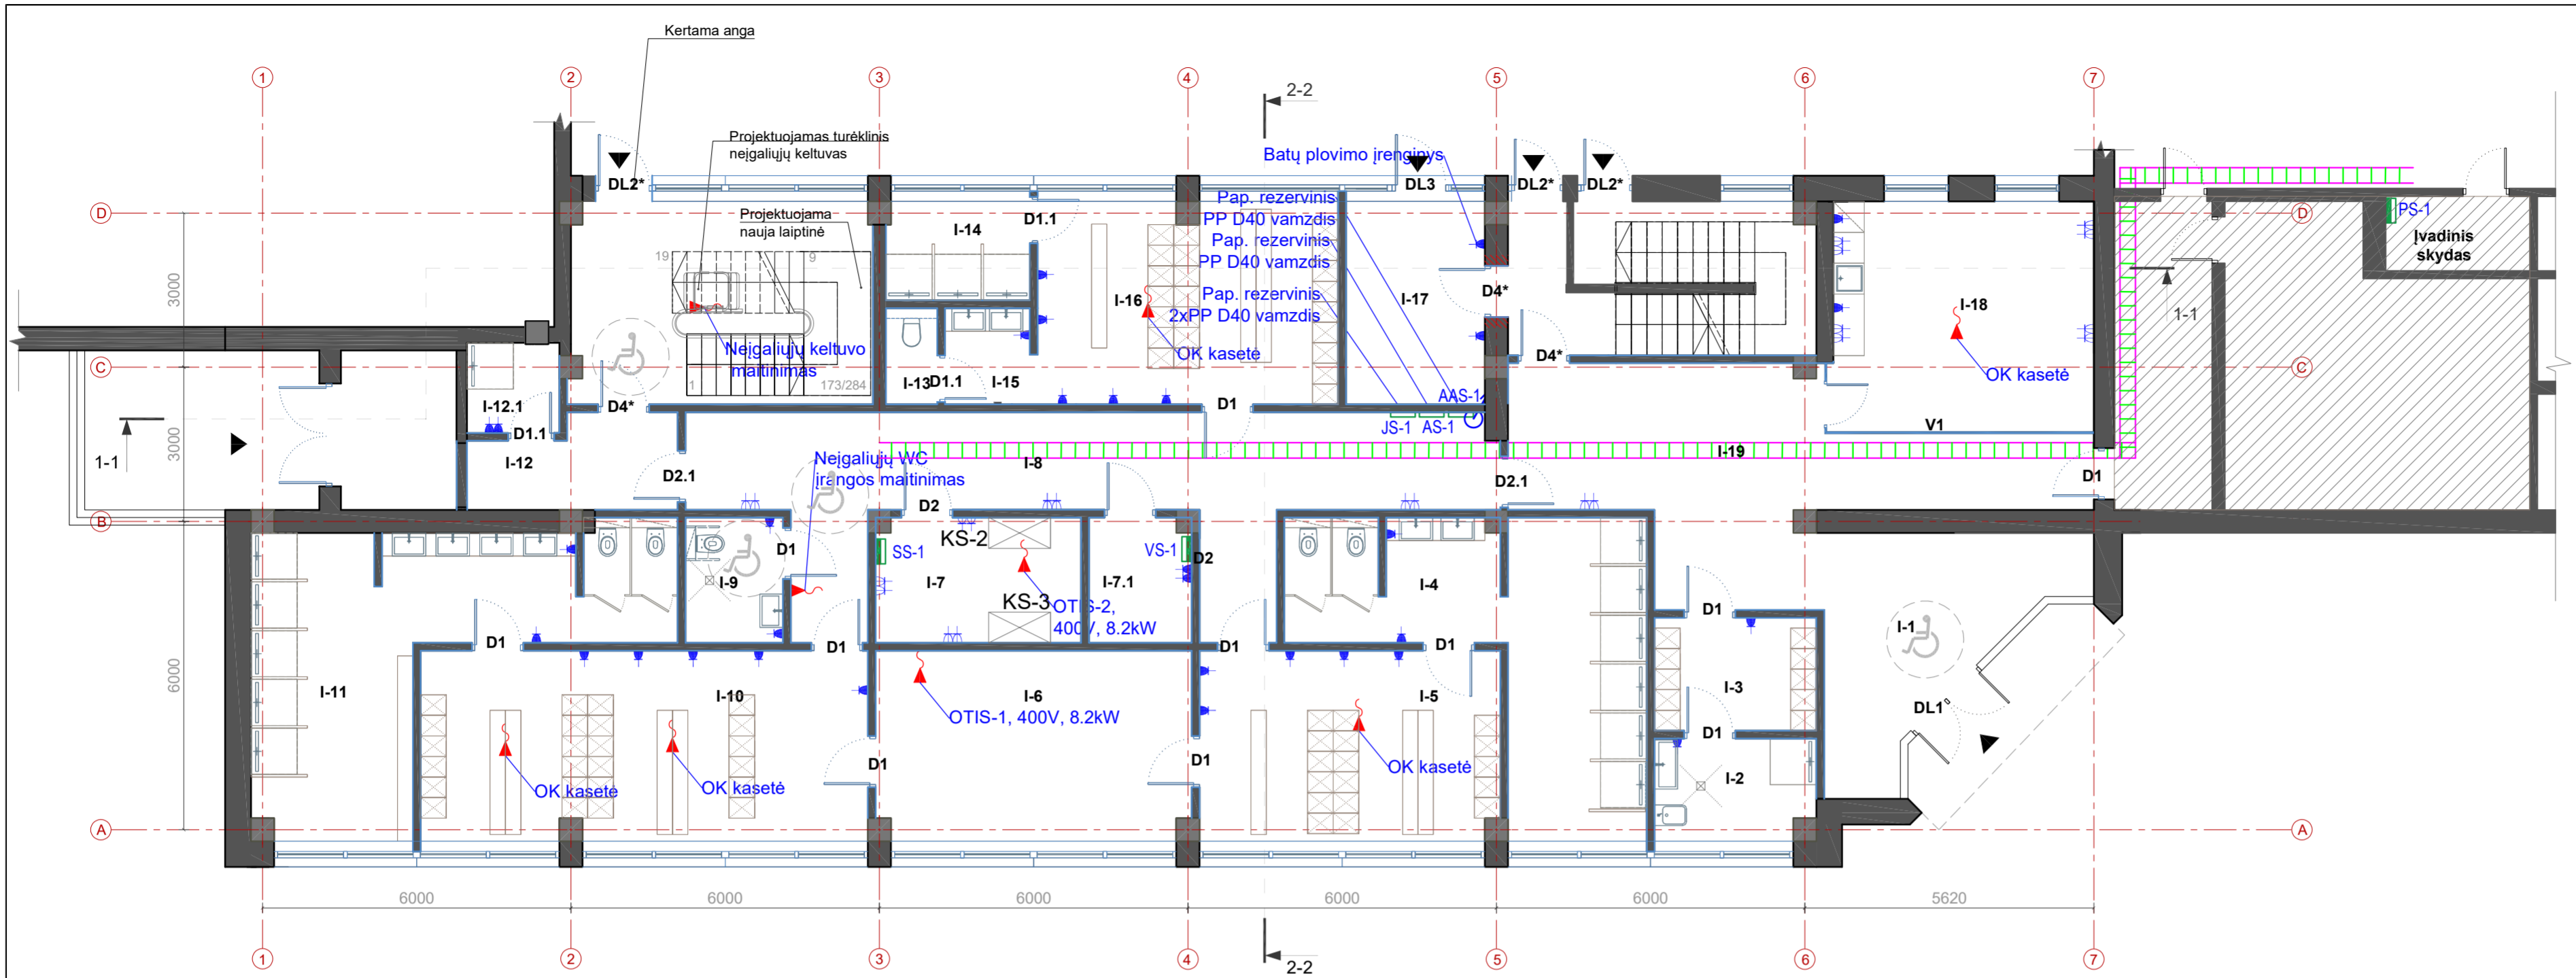 Kertama anga
1
2
3
4
5
6
7
2-2
Projektuojamas turėklinis
neįgaliųjų keltuvas
Batų plovimo įrenginys
DL2*
DL3
DL2*
DL2*
D
Projektuojama
nauja laiptinė
I-14
D1.1
Pap. rezervinis
PP D40 vamzdis
Pap. rezervinis
PP D40 vamzdis
Pap. rezervinis
2xPP D40 vamzdis
D
PS-1
Įvadinis
skydas
19
9
3000
I-16
I-17
D4*
I-18
1-1
Neįgaliųjų keltuvo
maitinimas
OK kasetė
D4*
OK kasetė
C
C
1
173/284
I-13
D1.1
I-15
I-12.1
D4*
D1
AAS-1
JS-1
AS-1
V1
1-1
3000
D1.1
I-12
D2.1
Neįgaliųjų WC
įrangos maitinimas
I-8
I-19
D2.1
D1
D2
B
D1
SS-1
KS-2
VS-1
D2
I-9
I-7
I-7.1
I-4
KS-3
OTIS-2,
400V, 8.2kW
D1
I-1
D1
D1
D1
D1
6000
I-11
I-10
I-6
I-5
I-3
OTIS-1, 400V, 8.2kW
DL1
D1
D1
D1
OK kasetė
OK kasetė
OK kasetė
I-2
A
A
6000
6000
6000
6000
6000
5620
1
2
3
4
5
6
7
2-2